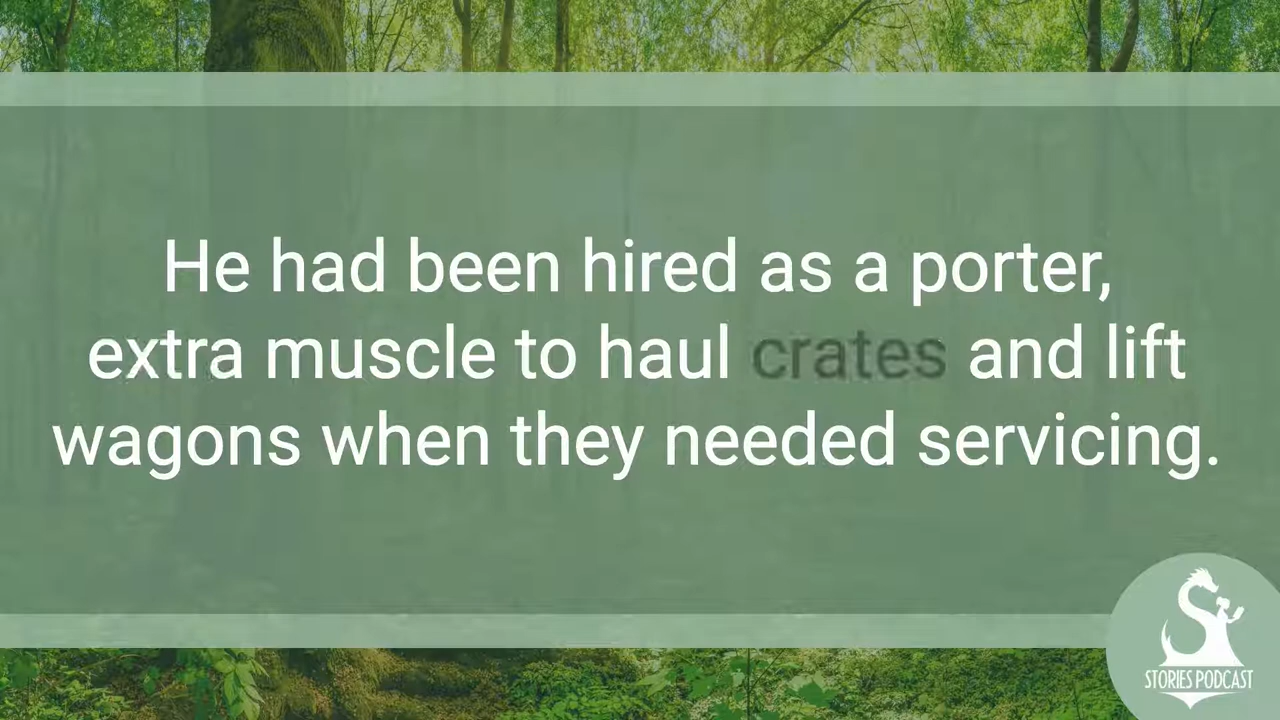 He had been hired as a porter,
extra muscle to haul crates and lift
wagons when they needed servicing.
STORIES PODCAST